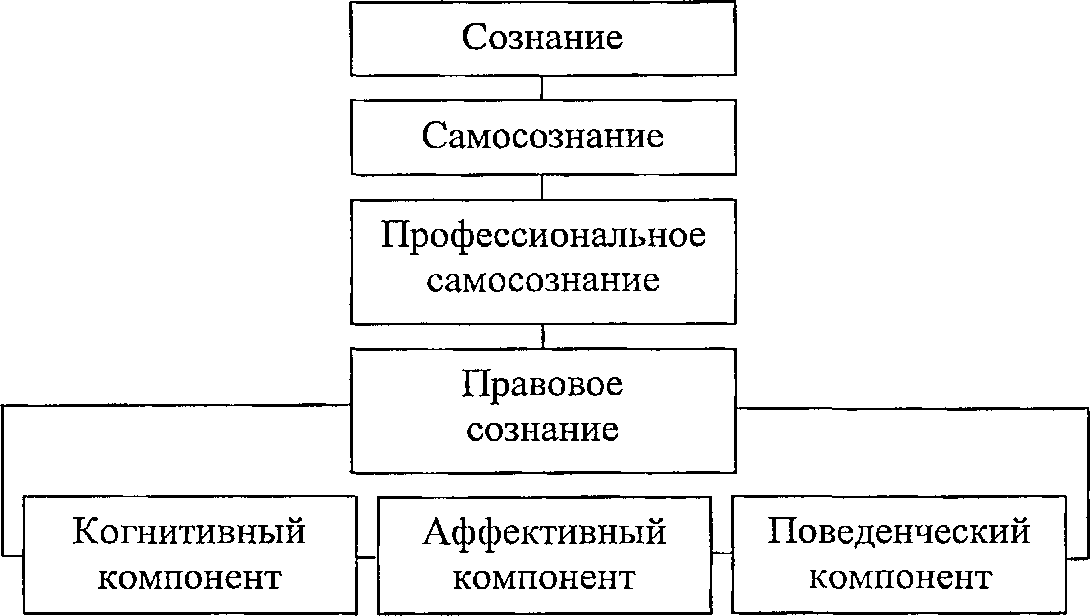 Сознание
Самосознание
Профессиональное
самосознание
Правовое
сознание
Когнитивный
компонент
Аффективный
компонент
Поведенческий
компонент